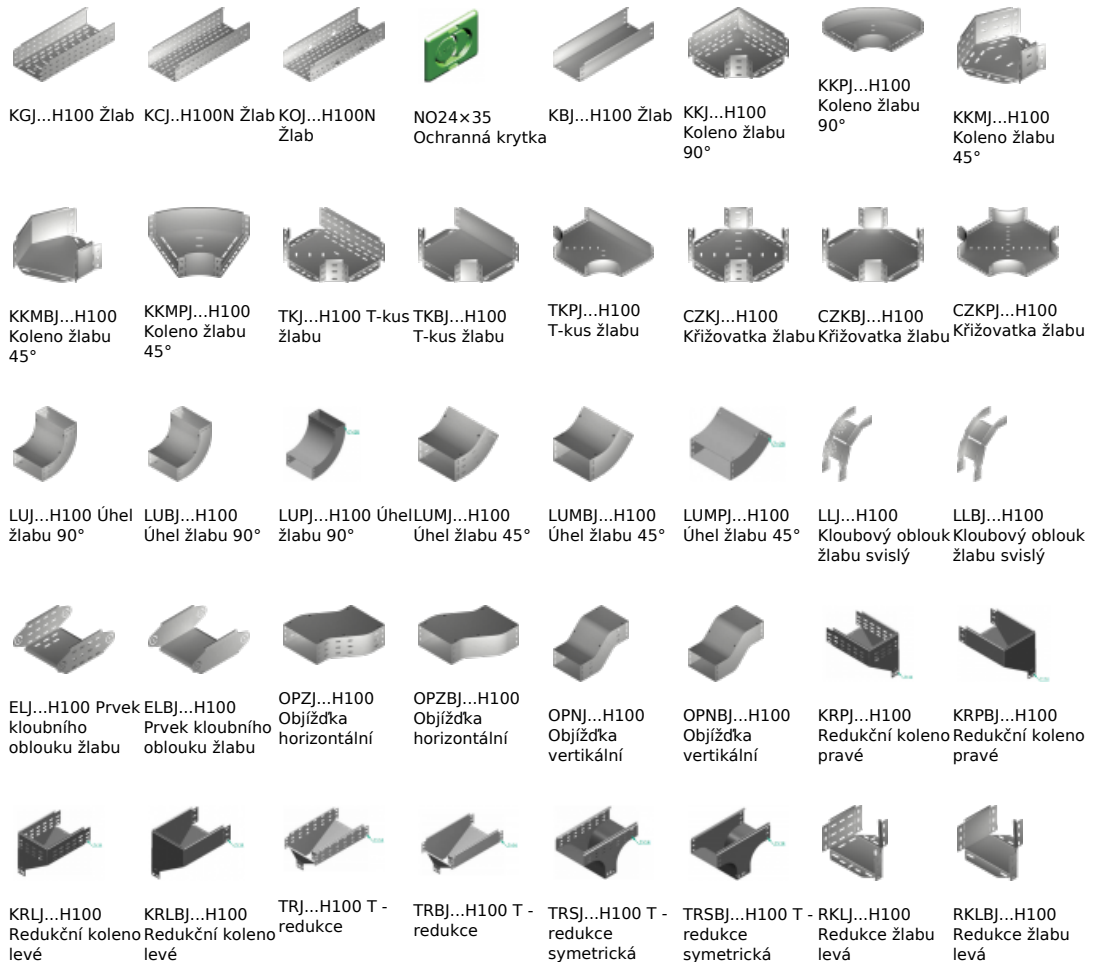 KGJ...H100 Žlab
KCJ..H100N Žlab
KOJ...H100N
Žlab
NO24×35
Ochranná krytka
KBJ...H100 Žlab
KKJ...H100
Koleno žlabu
90°
KKPJ...H100
Koleno žlabu
90°
KKMJ...H100
Koleno žlabu
45°
KKMBJ...H100
Koleno žlabu
45°
KKMPJ...H100
Koleno žlabu
45°
TKJ...H100 T-kus
žlabu
TKBJ...H100
T-kus žlabu
TKPJ...H100
T-kus žlabu
CZKJ...H100
Křižovatka žlabu
CZKBJ...H100
Křižovatka žlabu
CZKPJ...H100
Křižovatka žlabu
LUJ...H100 Úhel
žlabu 90°
LUBJ...H100
Úhel žlabu 90°
LUPJ...H100 Úhel
žlabu 90°
LUMJ...H100
Úhel žlabu 45°
LUMBJ...H100
Úhel žlabu 45°
LUMPJ...H100
Úhel žlabu 45°
LLJ...H100
Kloubový oblouk
žlabu svislý
LLBJ...H100
Kloubový oblouk
žlabu svislý
ELJ...H100 Prvek
kloubního
oblouku žlabu
ELBJ...H100
Prvek kloubního
oblouku žlabu
OPZJ...H100
Objížďka
horizontální
OPZBJ...H100
Objížďka
horizontální
OPNJ...H100
Objížďka
vertikální
OPNBJ...H100
Objížďka
vertikální
KRPJ...H100
Redukční koleno
pravé
KRPBJ...H100
Redukční koleno
pravé
KRLJ...H100
Redukční koleno
levé
KRLBJ...H100
Redukční koleno
levé
TRJ...H100 T -
redukce
TRBJ...H100 T -
redukce
TRSJ...H100 T -
redukce
symetrická
TRSBJ...H100 T -
redukce
symetrická
RKLJ...H100
Redukce žlabu
levá
RKLBJ...H100
Redukce žlabu
levá